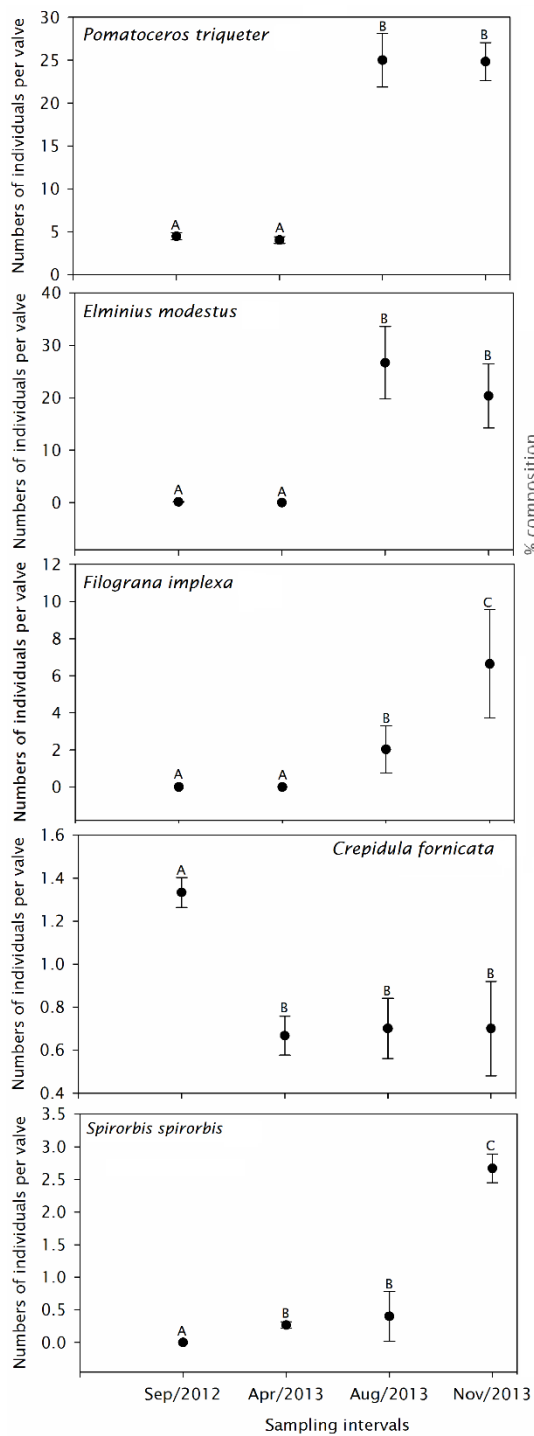 Pomatoceros triqueter
Numbers of individuals per valve
30
25
20
15
10
5
0
A
A
B
B
Elminius modestus
Numbers of individuals per valve
40
30
20
10
0
A
A
B
B
% composition
Filograna implexa
Numbers of individuals per valve
12
10
8
6
4
2
0
A
A
B
C
Crepidula fornicata
Numbers of individuals per valve
1.6
1.4
1.2
1.0
0.8
0.6
0.4
A
B
B
B
Spirorbis spirorbis
Numbers of individuals per valve
3.5
3.0
2.5
2.0
1.5
1.0
0.5
0.0
A
B
B
C
Sep/2012 Apr/2013 Aug/2013 Nov/2013
Sampling intervals